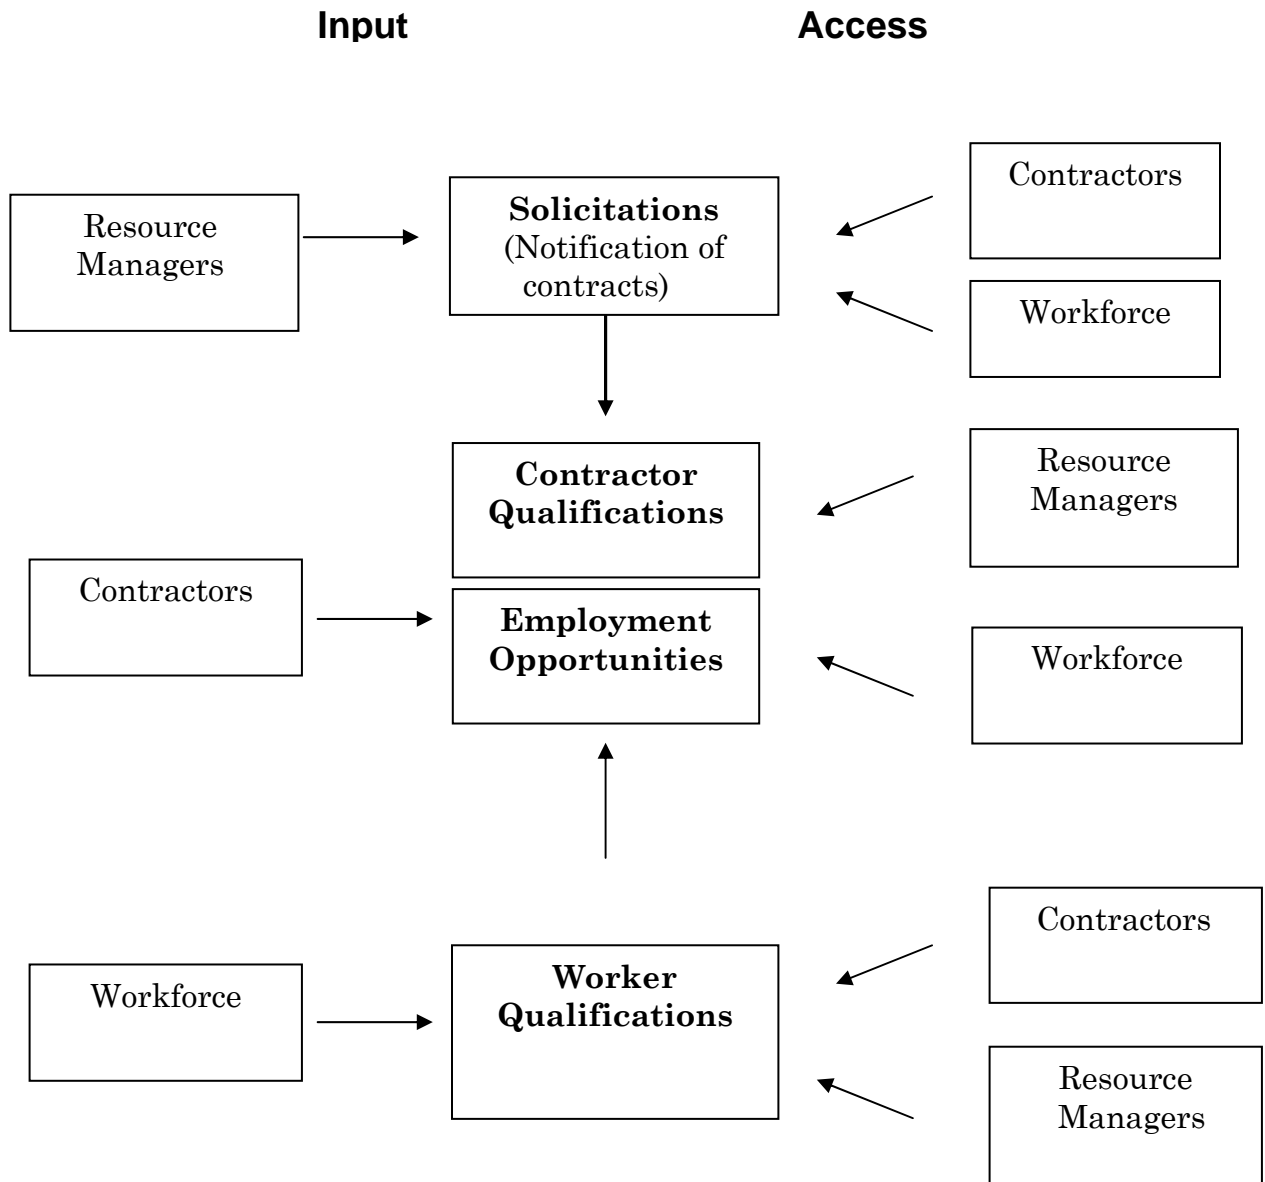 Input
Access
Contractors
Resource
Managers
Solicitations
(Notification of
contracts)
Workforce
Contractor
Qualifications
Resource
Managers
Contractors
Employment
Opportunities
Workforce
Contractors
Workforce
Worker
Qualifications
Resource
Managers